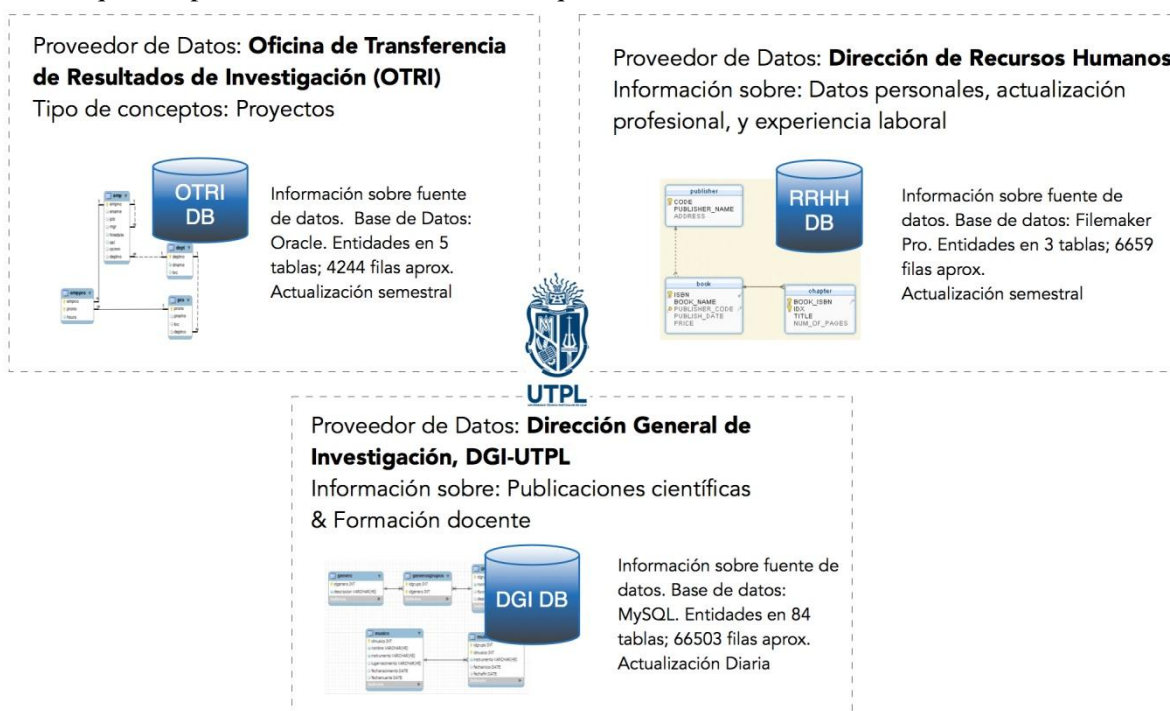 Proveedor de Datos: Oficina de Transferencia
de Resultados de Investigación (OTRI)
Tipo de conceptos: Proyectos
OTRI
DB
Información sobre fuente
de datos. Base de Datos:
Oracle. Entidades en 5
tablas; 4244 filas aprox.
Actualización semestral
Proveedor de Datos: Dirección de Recursos Humanos
Información sobre: Datos personales, actualización
profesional, y experiencia laboral
publisher
CODE
PUBLISHER_NAME
ADDRESS
book
ISBN
BOOK_NAME
PUBLISHER_CODE
PUBLISH_DATE
PRICE
chapter
BOOK_ISBN
IDX
TITLE
NUM_OF_PAGES
RRHH
DB
Información sobre fuente de
datos. Base de datos: Filemaker
Pro. Entidades en 3 tablas; 6659
filas aprox.
Actualización semestral
UTPL
Proveedor de Datos: Dirección General de
Investigación, DGI-UTPL
Información sobre: Publicaciones científicas
& Formación docente
DGI DB
Información sobre fuente de
datos. Base de datos:
MySQL. Entidades en 84
tablas; 66503 filas aprox.
Actualización Diaria